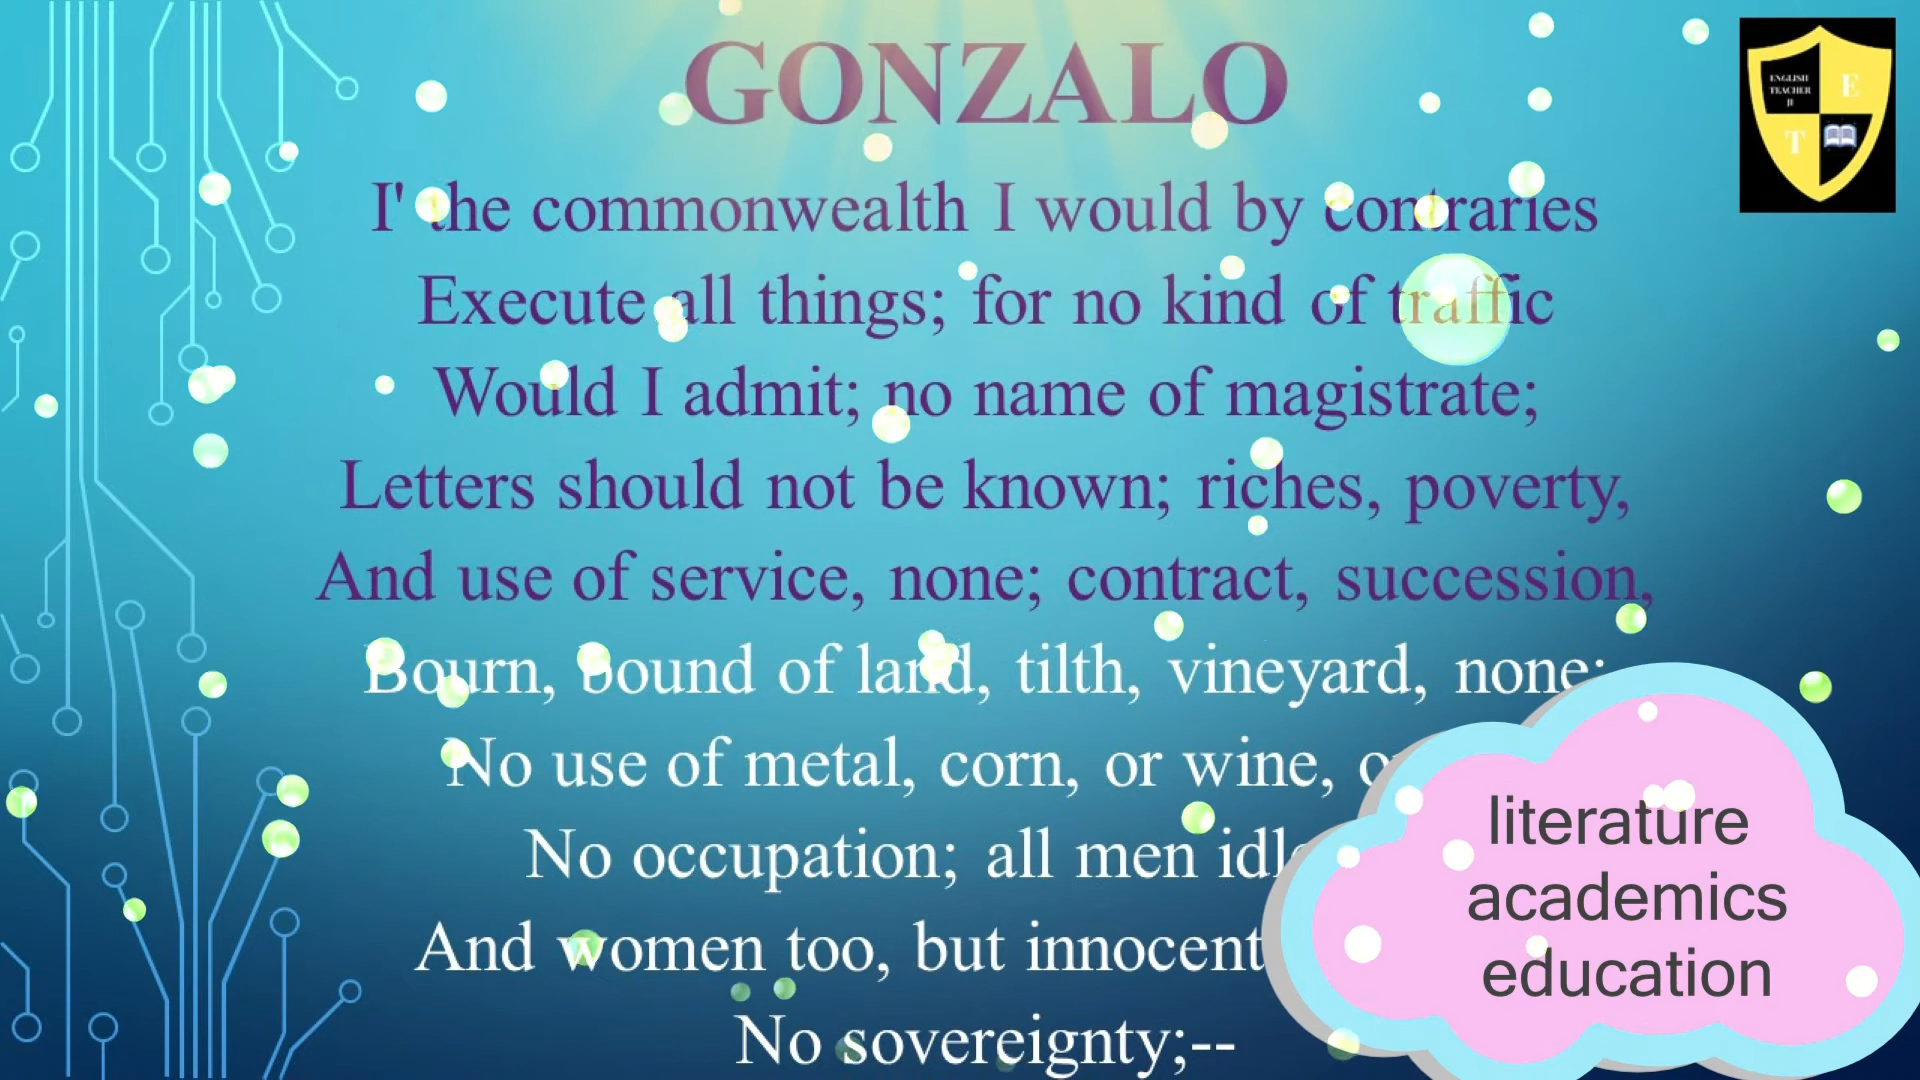 GONZALO
I' the commonwealth I would by contraries
Execute all things; for no kind of traffic
Would I admit; no name of magistrate;
Letters should not be known; riches, poverty,
And use of service, none; contract, succession,
Bourn, bound of land, tilth, vineyard, none;
No use of metal, corn, or wine,
No occupation; all men
And women too, but innocent
No sovereignty;--
ENGLISH
TEACHER
JI
E
T
literature
academics
education